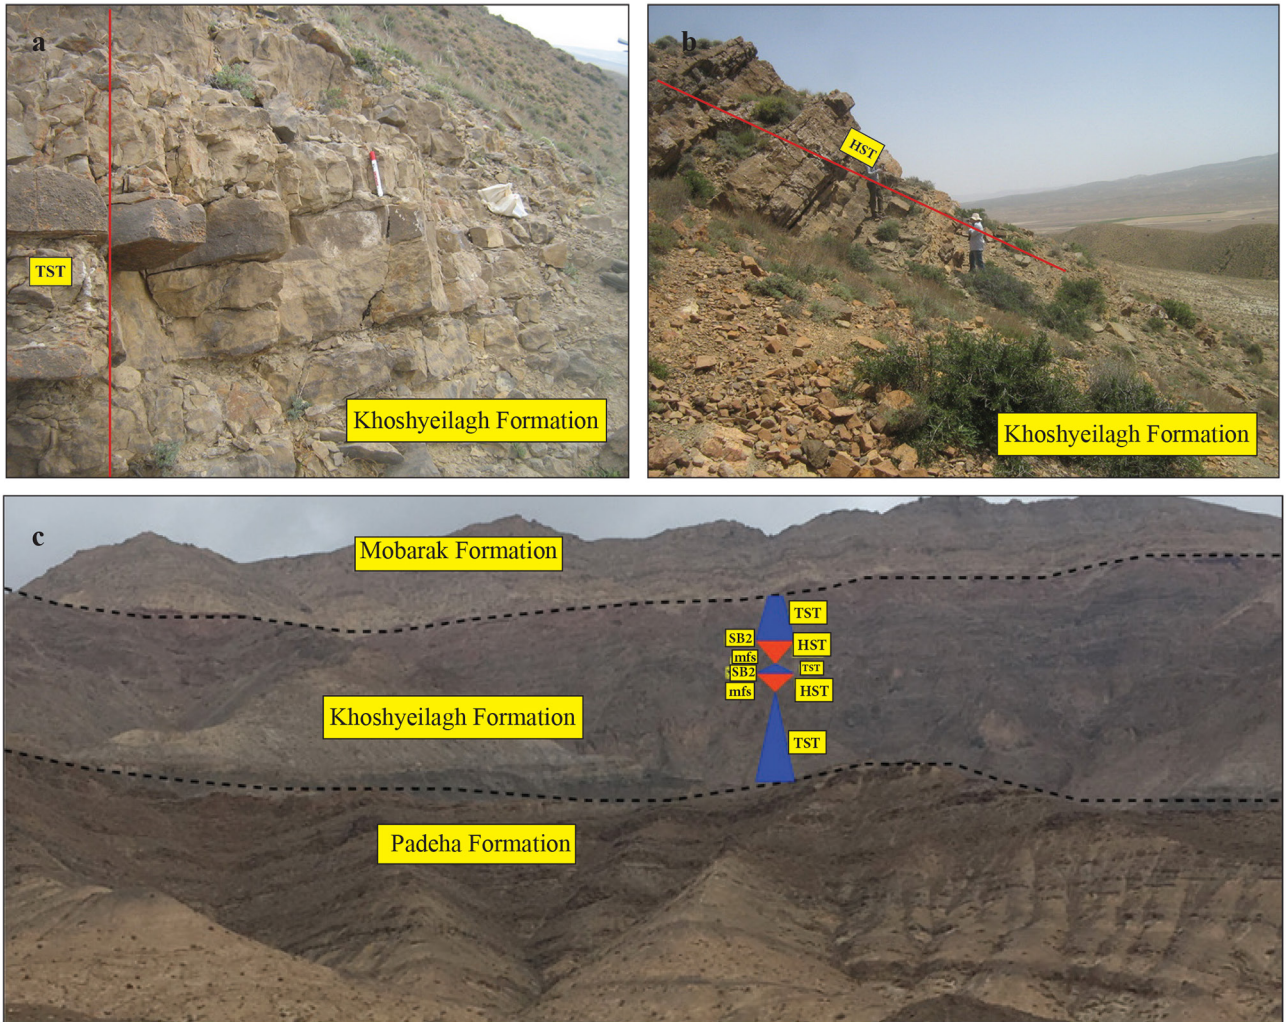 a
TST
Khoshyeilagh Formation
b
HST
Khoshyeilagh Formation
c
Mobarak Formation
TST
SB2
HST
mfs
TST
SB2
mfs
HST
Khoshyeilagh Formation
TST
Padeha Formation